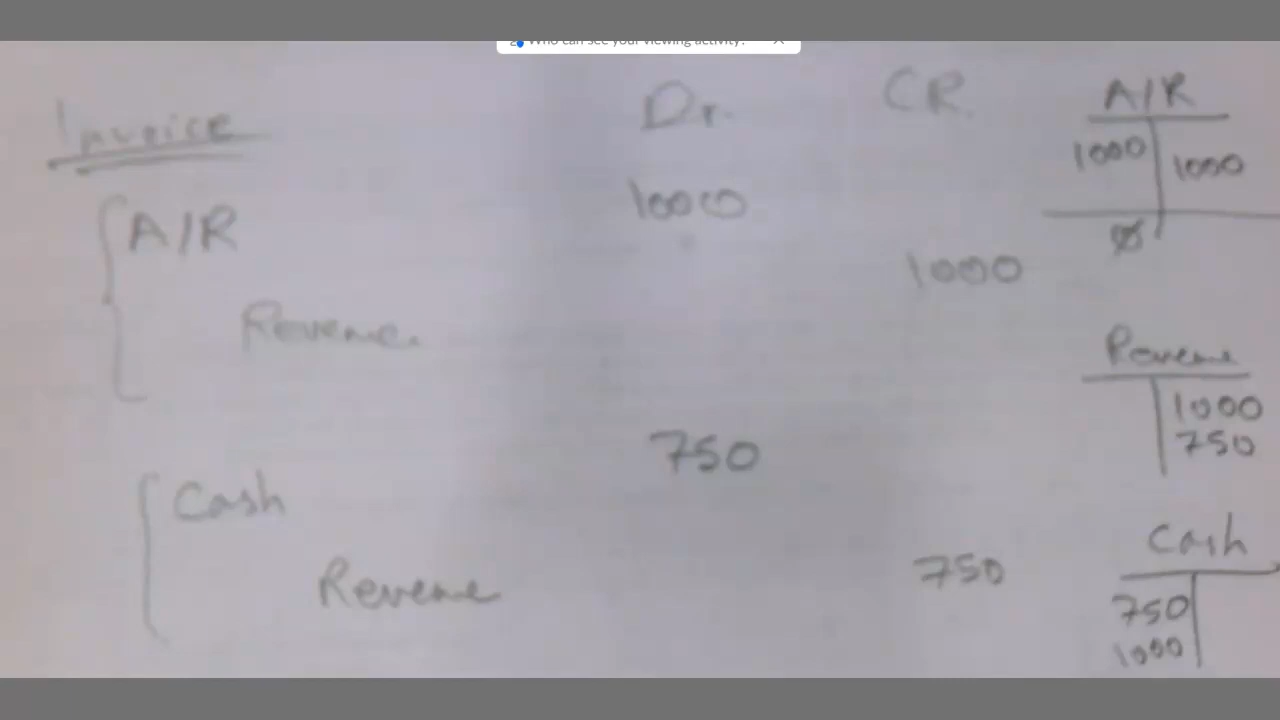 Who can see your viewing activity?
Invoice
Dr.
CR.
A/R
1000
Revenue
1000
Cash
750
Revenue
750
A/R
1000
1000
Ø
Revenue
1000
750
Cash
750
1000